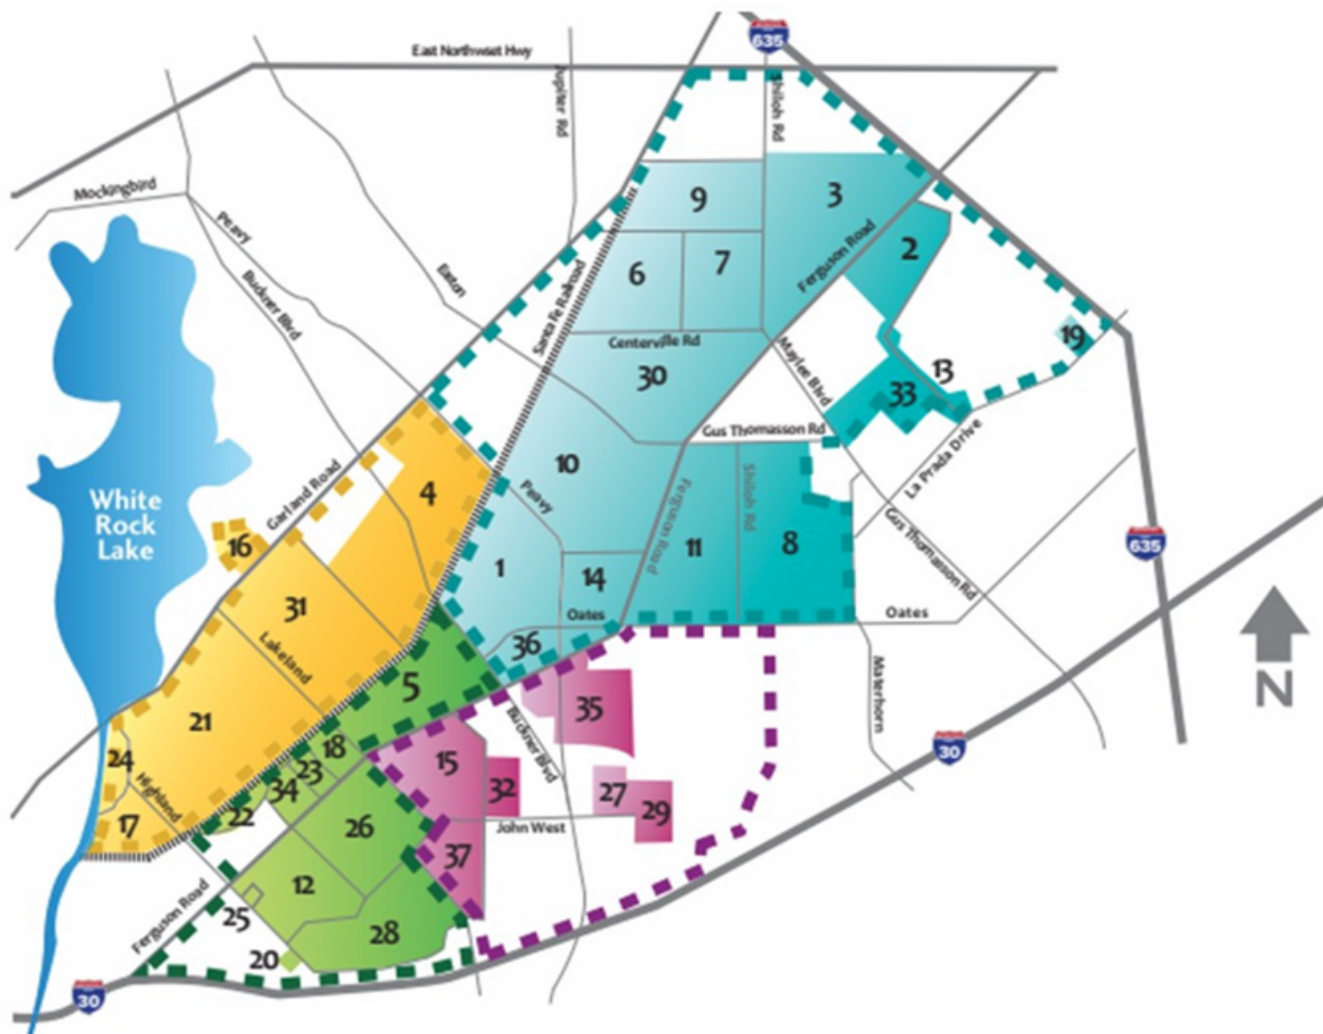 635
East Northwset Hwy
Jupiter Rd
Shiloh Rd
Mockingbird
Peavy
Buckner Blvd
Easton
Santa Fe Railroad
9
3
2
6
7
Ferguson Road
Centerville Rd
Maylee Blvd
19
13
30
33
Gus Thomasson Rd
La Prada Drive
White
Rock
Lake
Garland Road
4
10
Peavy
Ferguson Road
Shiloh Rd
16
1
14
11
8
Gus Thomasson Rd
635
31
Lakeland
Oates
Oates
36
5
35
Materhorn
N
21
24
Highland
17
18
23
34
22
15
32
Buckner Blvd
27
29
30
26
John West
37
12
25
28
20
Ferguson Road
30